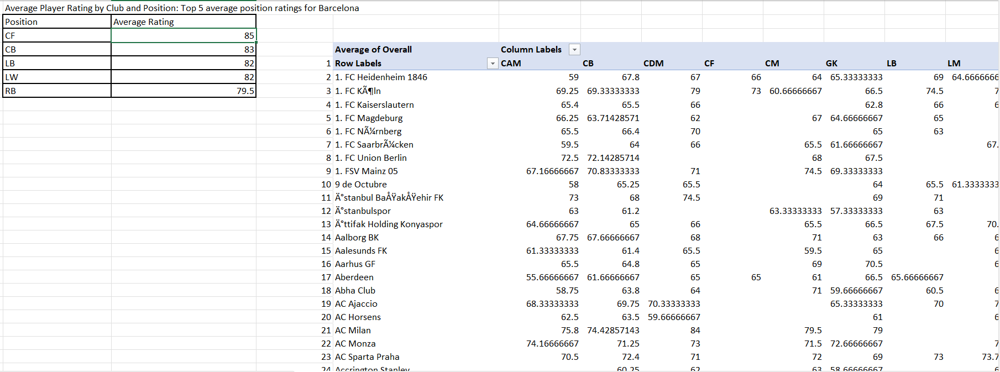 Average Player Rating by Club and Position: Top 5 average position ratings for Barcelona
Position Average Rating
CF 85
CB 83
LB 82
LW 82
RB 79.5
Average of Overall Column Labels
1 Row Labels CAM CB CDM CF CM GK LB LM
2 1. FC Heidenheim 1846 59 67.8 67 66 64 65.33333333 69 64.6666666
3 1. FC KÃ¶ln 69.25 69.33333333 79 73 60.66666667 66.5 74.5 7
4 1. FC Kaiserslautern 65.4 65.5 66 62.8 66 6
5 1. FC Magdeburg 66.25 63.71428571 62 67 64.66666667 65
6 1. FC NÃ¼rnberg 65.5 66.4 70 65 63
7 1. FC SaarbrÃ¼cken 59.5 64 66 65.5 61.66666667 67.
8 1. FC Union Berlin 72.5 72.14285714 68 67.5
9 1. FSV Mainz 05 67.16666667 70.83333333 71 74.5 69.33333333
10 9 de Octubre 58 65.25 65.5 64 65.5 61.3333333
11 Ä°stanbul BaÅŸakÅŸehir FK 73 68 74.5 69 71
12 Ä°stanbulspor 63 61.2 63.33333333 57.33333333 63
13 Ä°ttifak Holding Konyaspor 64.66666667 65 66 65.5 66.5 67.5 70.
14 Aalborg BK 67.75 67.66666667 68 71 63 66 6
15 Aalesunds FK 61.33333333 61.4 65.5 59.5 65 6
16 Aarhus GF 65.5 64.8 65 69 70.5 6
17 Aberdeen 55.66666667 61.66666667 65 65 61 66.5 65.66666667
18 Abha Club 58.75 63.8 64 71 59.66666667 60.5 6
19 AC Ajaccio 68.33333333 69.75 70.33333333 65.33333333 70 7
20 AC Horsens 62.5 63.5 59.66666667 61 6
21 AC Milan 75.8 74.42857143 84 79.5 79
22 AC Monza 74.16666667 71.25 73 71.5 72.66666667 7
23 AC Sparta Praha 70.5 72.4 71 72 69 73 73.7
24 Accrington Stanley 60.25 62 63 58.66666667 6